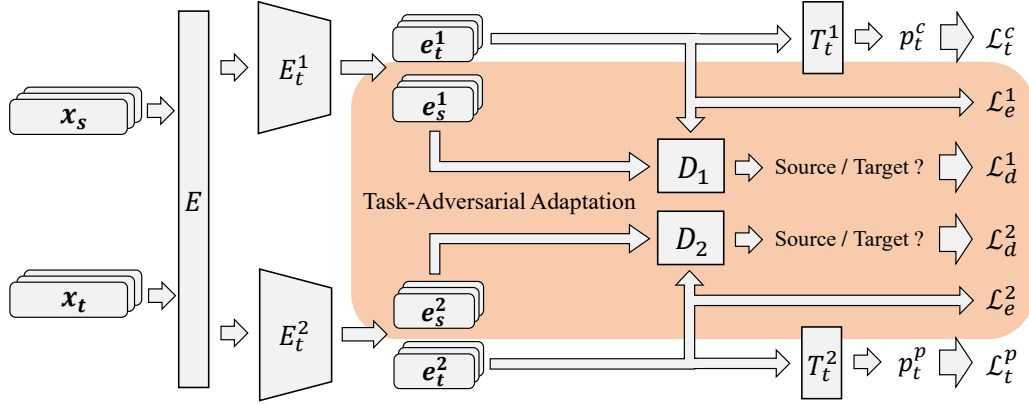 e_t^1 T_t^1 p_t^c ℒ_t^c
E_t^1
e_s^1 ℒ_e^1
x_s
D_1 Source / Target ? ℒ_d^1
E Task-Adversarial Adaptation
D_2 Source / Target ? ℒ_d^2
x_t
e_s^2 ℒ_e^2
E_t^2
e_t^2 T_t^2 p_t^p ℒ_t^p